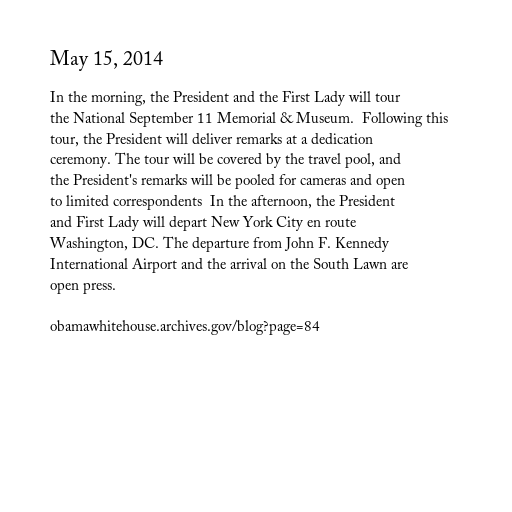 May 15, 2014
In the morning, the President and the First Lady will tour
the National September 11 Memorial & Museum.  Following this
tour, the President will deliver remarks at a dedication
ceremony. The tour will be covered by the travel pool, and
the President's remarks will be pooled for cameras and open
to limited correspondents  In the afternoon, the President
and First Lady will depart New York City en route
Washington, DC. The departure from John F. Kennedy
International Airport and the arrival on the South Lawn are
open press.
obamawhitehouse.archives.gov/blog?page=84